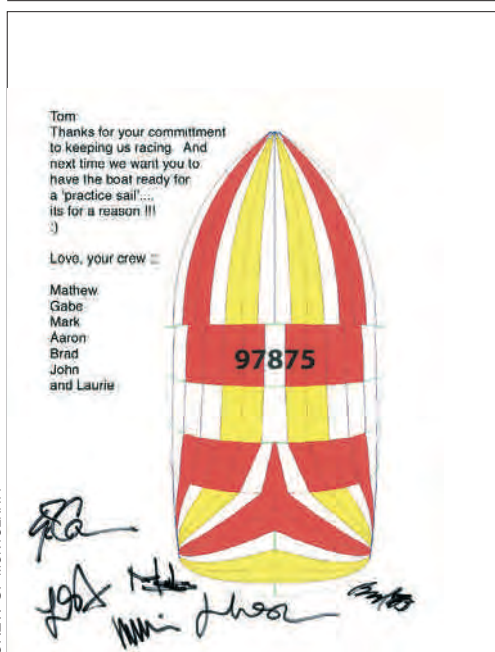 Tom
Thanks for your committment
to keeping us racing. And
next time we want you to
have the boat ready for
a 'practice sail'....
its for a reason !!!
:)
Love, your crew :::
Mathew
Gabe
Mark
Aaron
Brad
John
and Laurie
97875